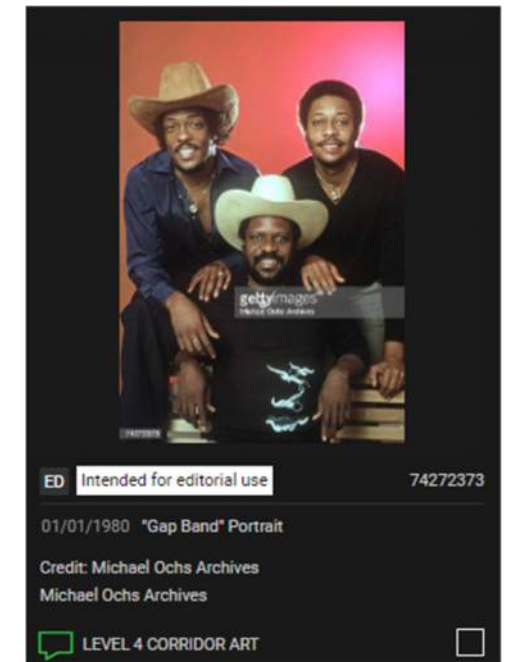 gettyimages
Michael Ochs Archives
74272373
ED Intended for editorial use 74272373
01/01/1980 "Gap Band" Portrait
Credit: Michael Ochs Archives
Michael Ochs Archives
LEVEL 4 CORRIDOR ART